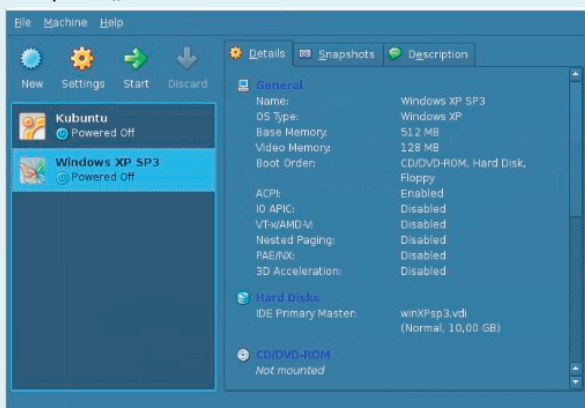 File Machine Help
New Settings Start Discard
Kubuntu
Powered Off
Windows XP SP3
Powered Off
Details Snapshots Description
General
Name: Windows XP SP3
OS Type: Windows XP
Base Memory: 512 MB
Video Memory: 128 MB
Boot Order: CD/DVD-ROM, Hard Disk,
Floppy
ACPI: Enabled
IO APIC: Disabled
VT-x/AMD-V: Disabled
Nested Paging: Disabled
PAE/NX: Disabled
3D Acceleration: Disabled
Hard Disks
IDE Primary Master: winXPsp3.vdi
(Normal, 10,00 GB)
CD/DVD-ROM
Not mounted